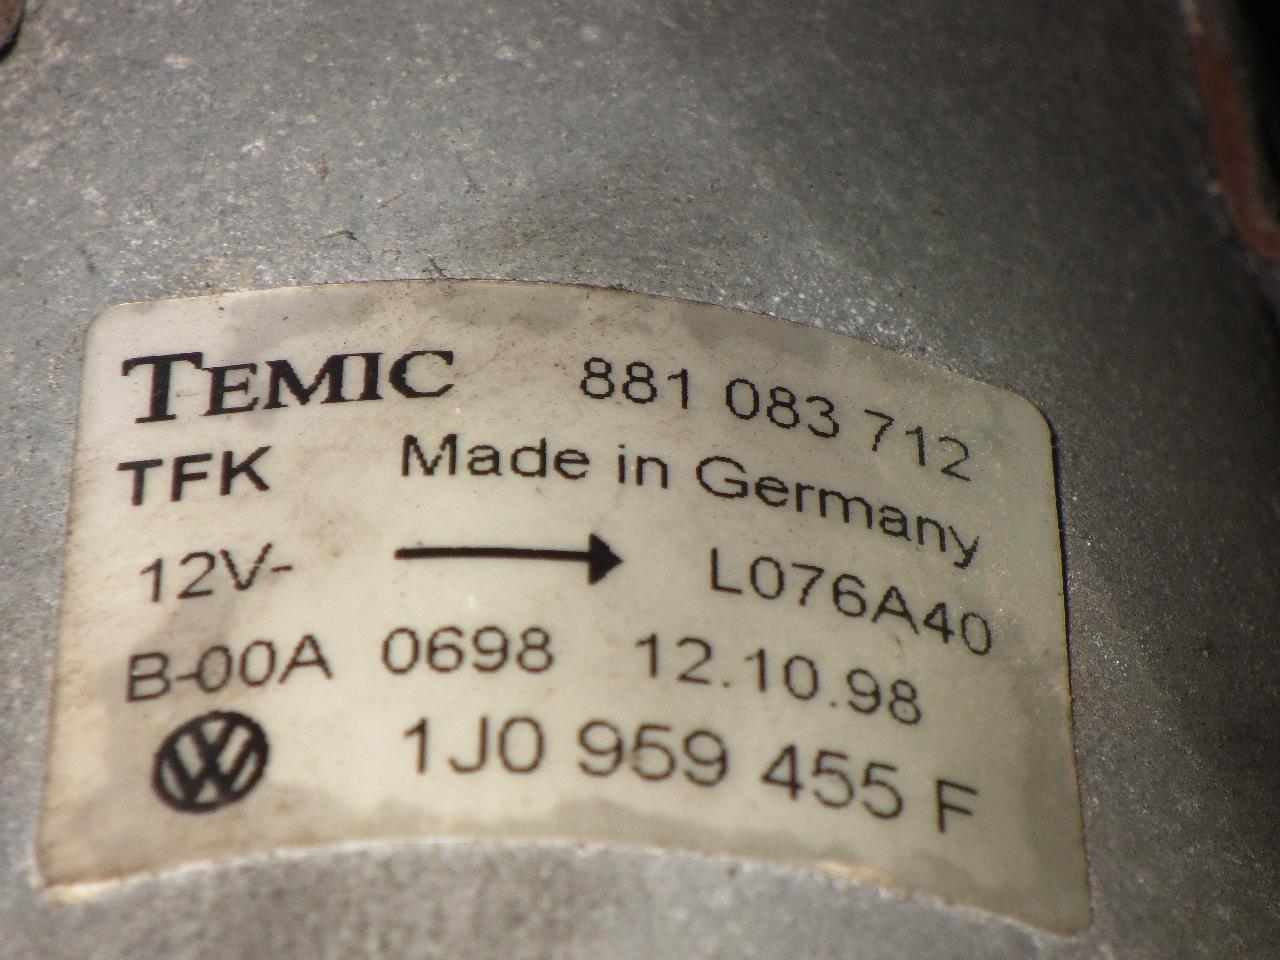 TEMIC 881 083 712
TFK Made in Germany
12V- L076A40
B-00A 0698 12.10.98
1J0 959 455 F